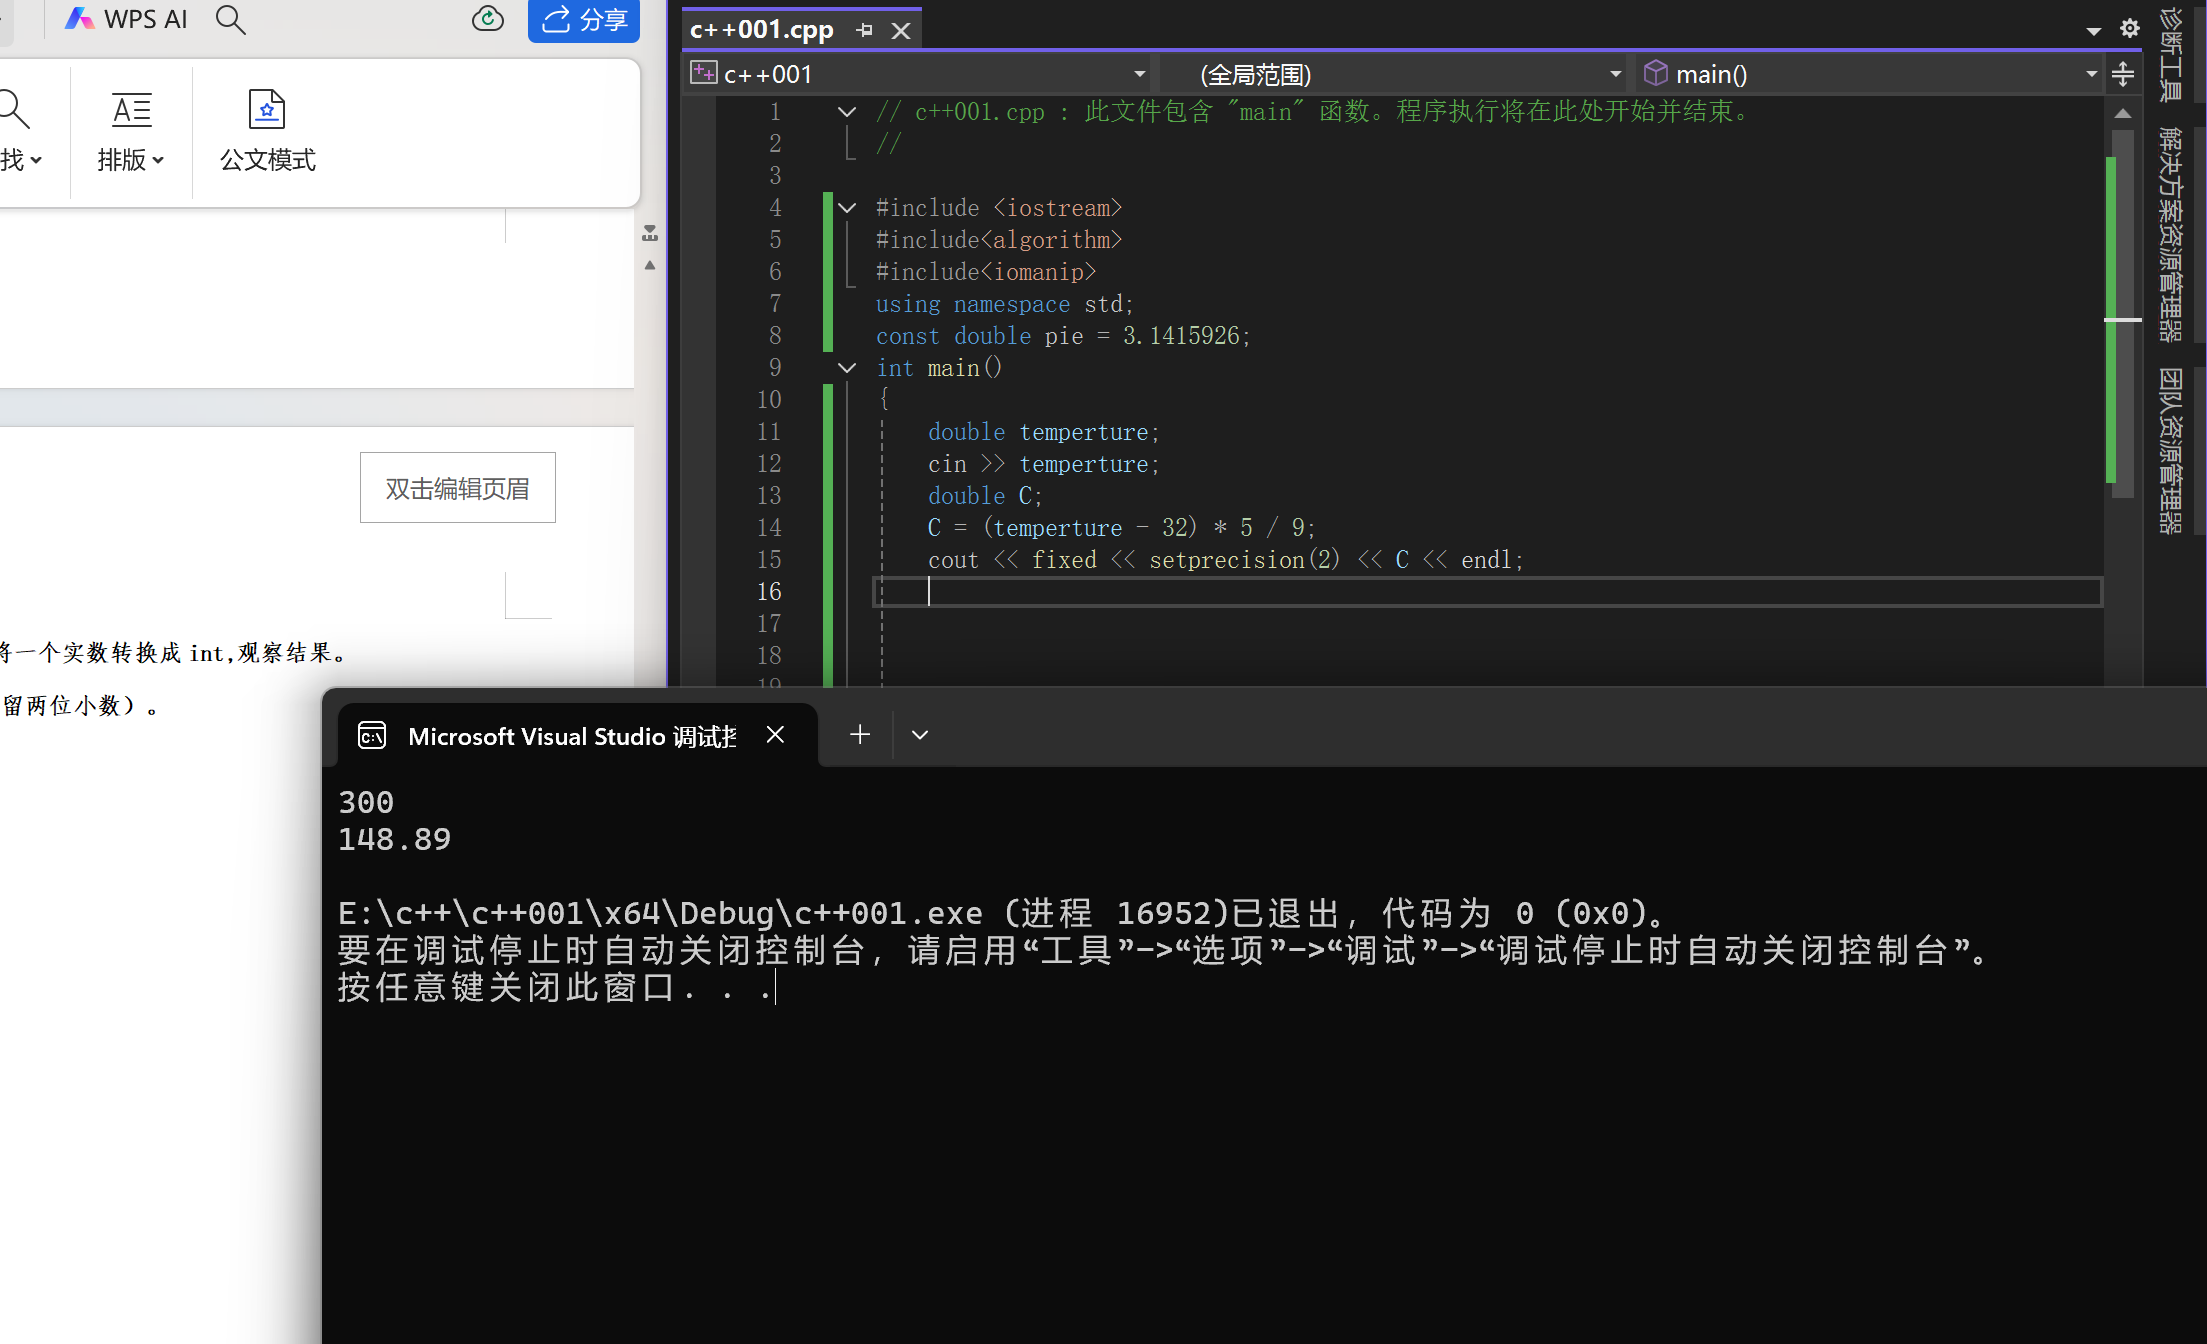 WPS AI
分享
找
排版
公文模式
双击编辑页眉
将一个实数转换成 int,观察结果。
留两位小数）。
c++001.cpp
c++001
(全局范围)
main()
1 // c++001.cpp : 此文件包含 "main" 函数。程序执行将在此处开始并结束。
2 //
3
4 #include <iostream>
5 #include<algorithm>
6 #include<iomanip>
7 using namespace std;
8 const double pie = 3.1415926;
9 int main()
10 {
11 double temperture;
12 cin >> temperture;
13 double C;
14 C = (temperture - 32) * 5 / 9;
15 cout << fixed << setprecision(2) << C << endl;
16
17
18
19
诊断工具
解决方案资源管理器
团队资源管理器
Microsoft Visual Studio 调试控
300
148.89
E:\c++\c++001\x64\Debug\c++001.exe (进程 16952)已退出，代码为 0 (0x0)。
要在调试停止时自动关闭控制台，请启用“工具”->“选项”->“调试”->“调试停止时自动关闭控制台”。
按任意键关闭此窗口. . .